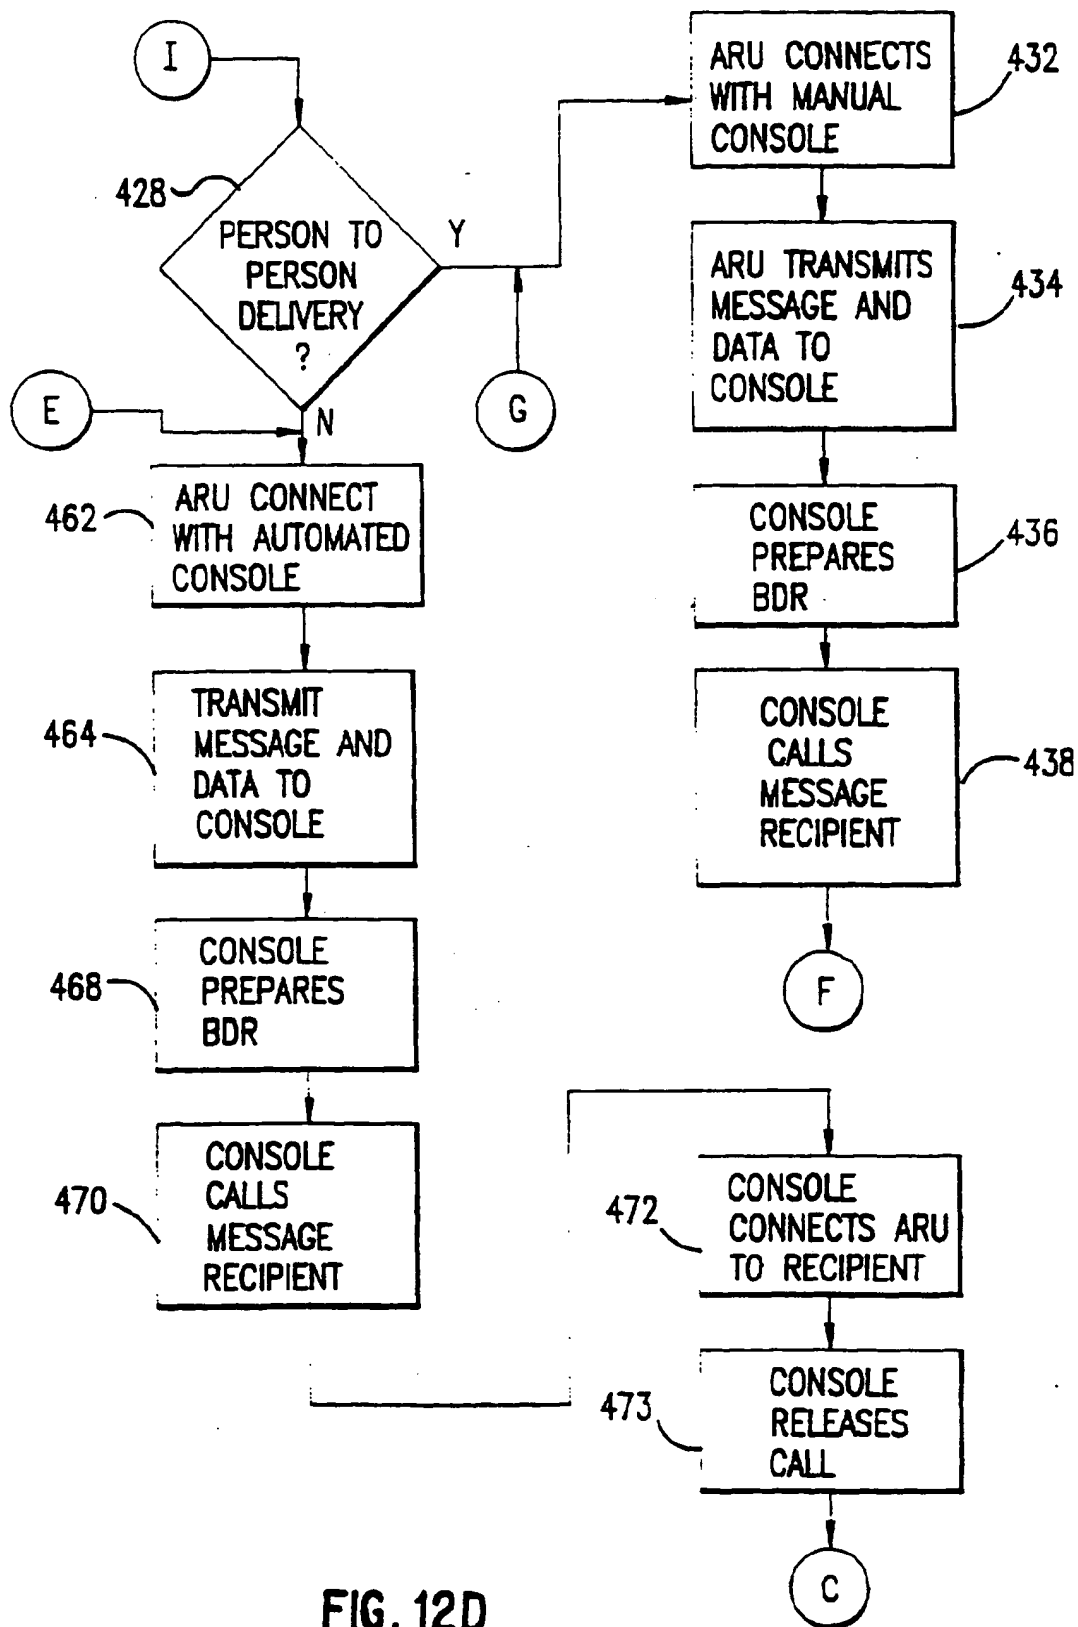 I
428
PERSON TO
PERSON
DELIVERY
?
Y
N
E
G
462
ARU CONNECT
WITH AUTOMATED
CONSOLE
464
TRANSMIT
MESSAGE AND
DATA TO
CONSOLE
468
CONSOLE
PREPARES
BDR
470
CONSOLE
CALLS
MESSAGE
RECIPIENT
ARU CONNECTS
WITH MANUAL
CONSOLE
432
ARU TRANSMITS
MESSAGE AND
DATA TO
CONSOLE
434
CONSOLE
PREPARES
BDR
436
CONSOLE
CALLS
MESSAGE
RECIPIENT
438
F
472
CONSOLE
CONNECTS ARU
TO RECIPIENT
473
CONSOLE
RELEASES
CALL
C
FIG. 12D